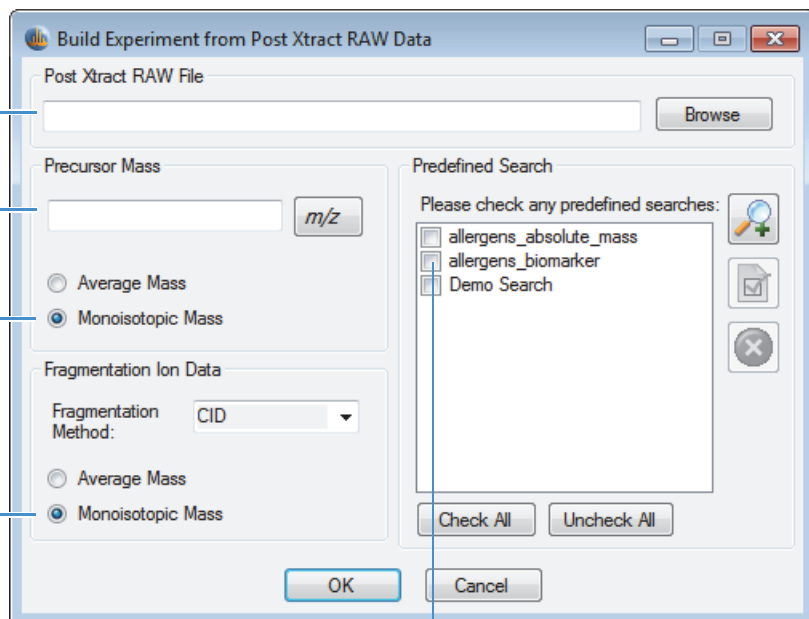 Build Experiment from Post Xtract RAW Data
Post Xtract RAW File
Browse
Precursor Mass
m/z
Average Mass
Monoisotopic Mass
Fragmentation Ion Data
Fragmentation
Method:
CID
Average Mass
Monoisotopic Mass
Predefined Search
Please check any predefined searches:
allergens_absolute_mass
allergens_biomarker
Demo Search
Check All
Uncheck All
OK
Cancel